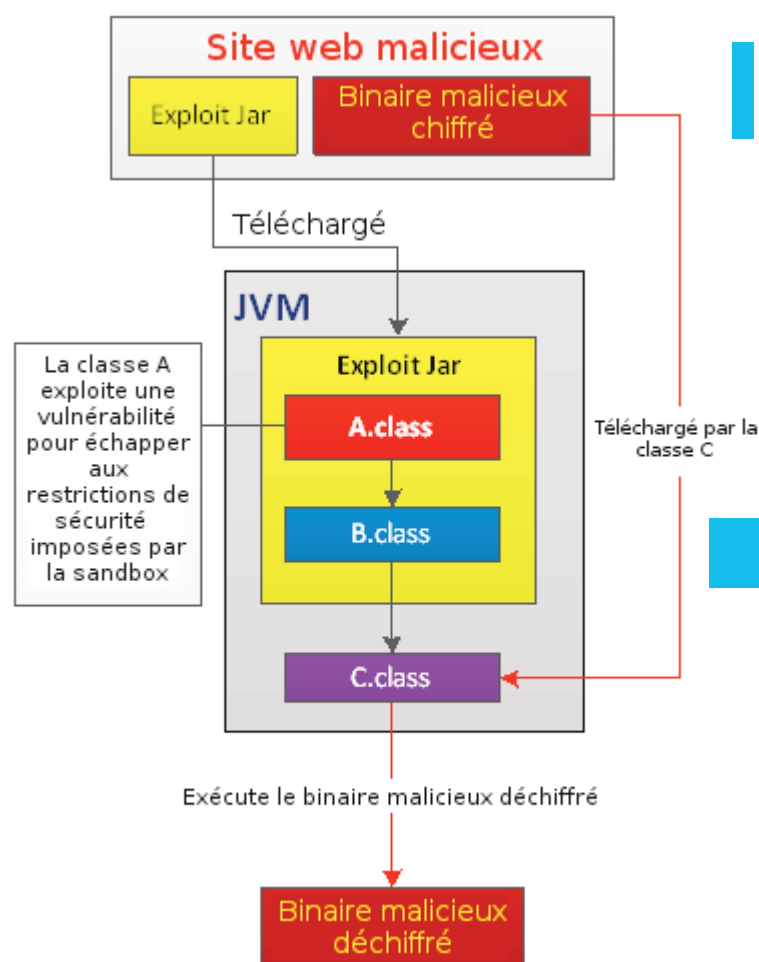 Site web malicieux
Exploit Jar
Binaire malicieux
chiffré
Téléchargé
JVM
Exploit Jar
La classe A
exploite une
vulnérabilité
pour échapper
aux
restrictions de
sécurité
imposées par
la sandbox
A.class
B.class
C.class
Téléchargé par la
classe C
Exécute le binaire malicieux déchiffré
Binaire malicieux
déchiffré